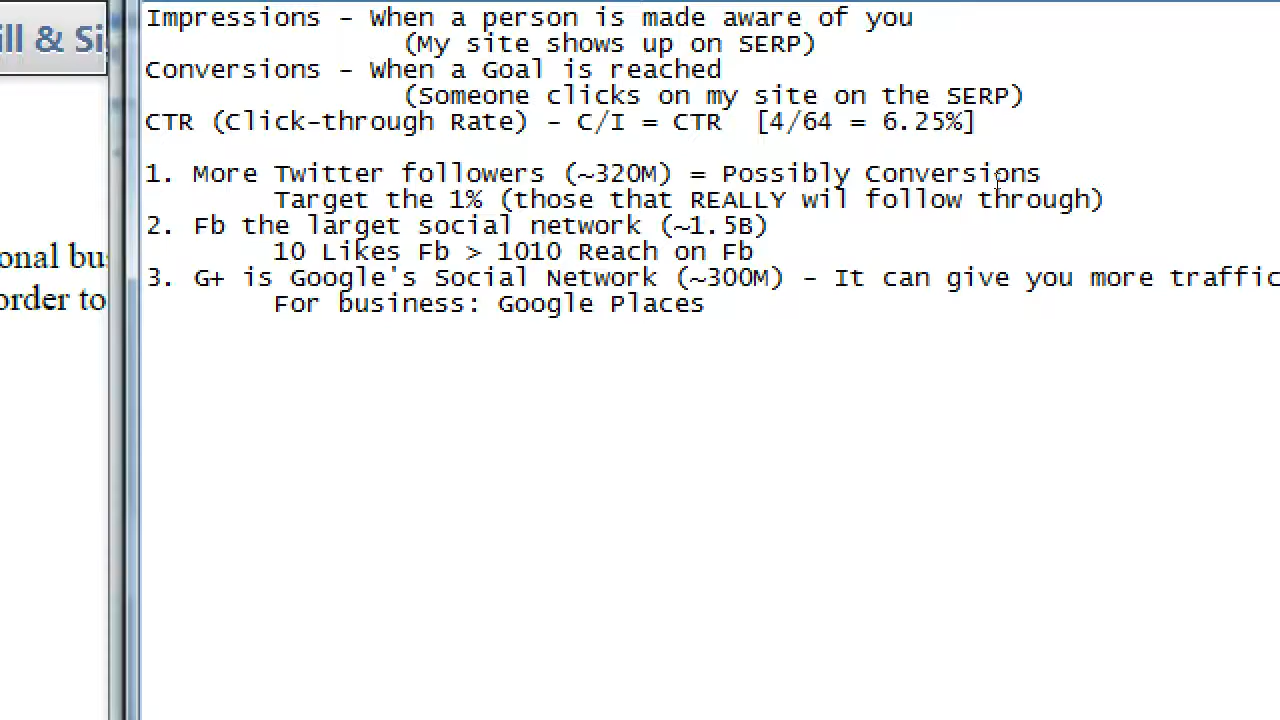 ill & Si
onal bus
order to
Impressions - When a person is made aware of you
(My site shows up on SERP)
Conversions - When a Goal is reached
(Someone clicks on my site on the SERP)
CTR (Click-through Rate) - C/I = CTR [4/64 = 6.25%]
1. More Twitter followers (~320M) = Possibly Conversions
Target the 1% (those that REALLY wil follow through)
2. Fb the larget social network (~1.5B)
10 Likes Fb > 1010 Reach on Fb
3. G+ is Google's Social Network (~300M) - It can give you more traffic
For business: Google Places